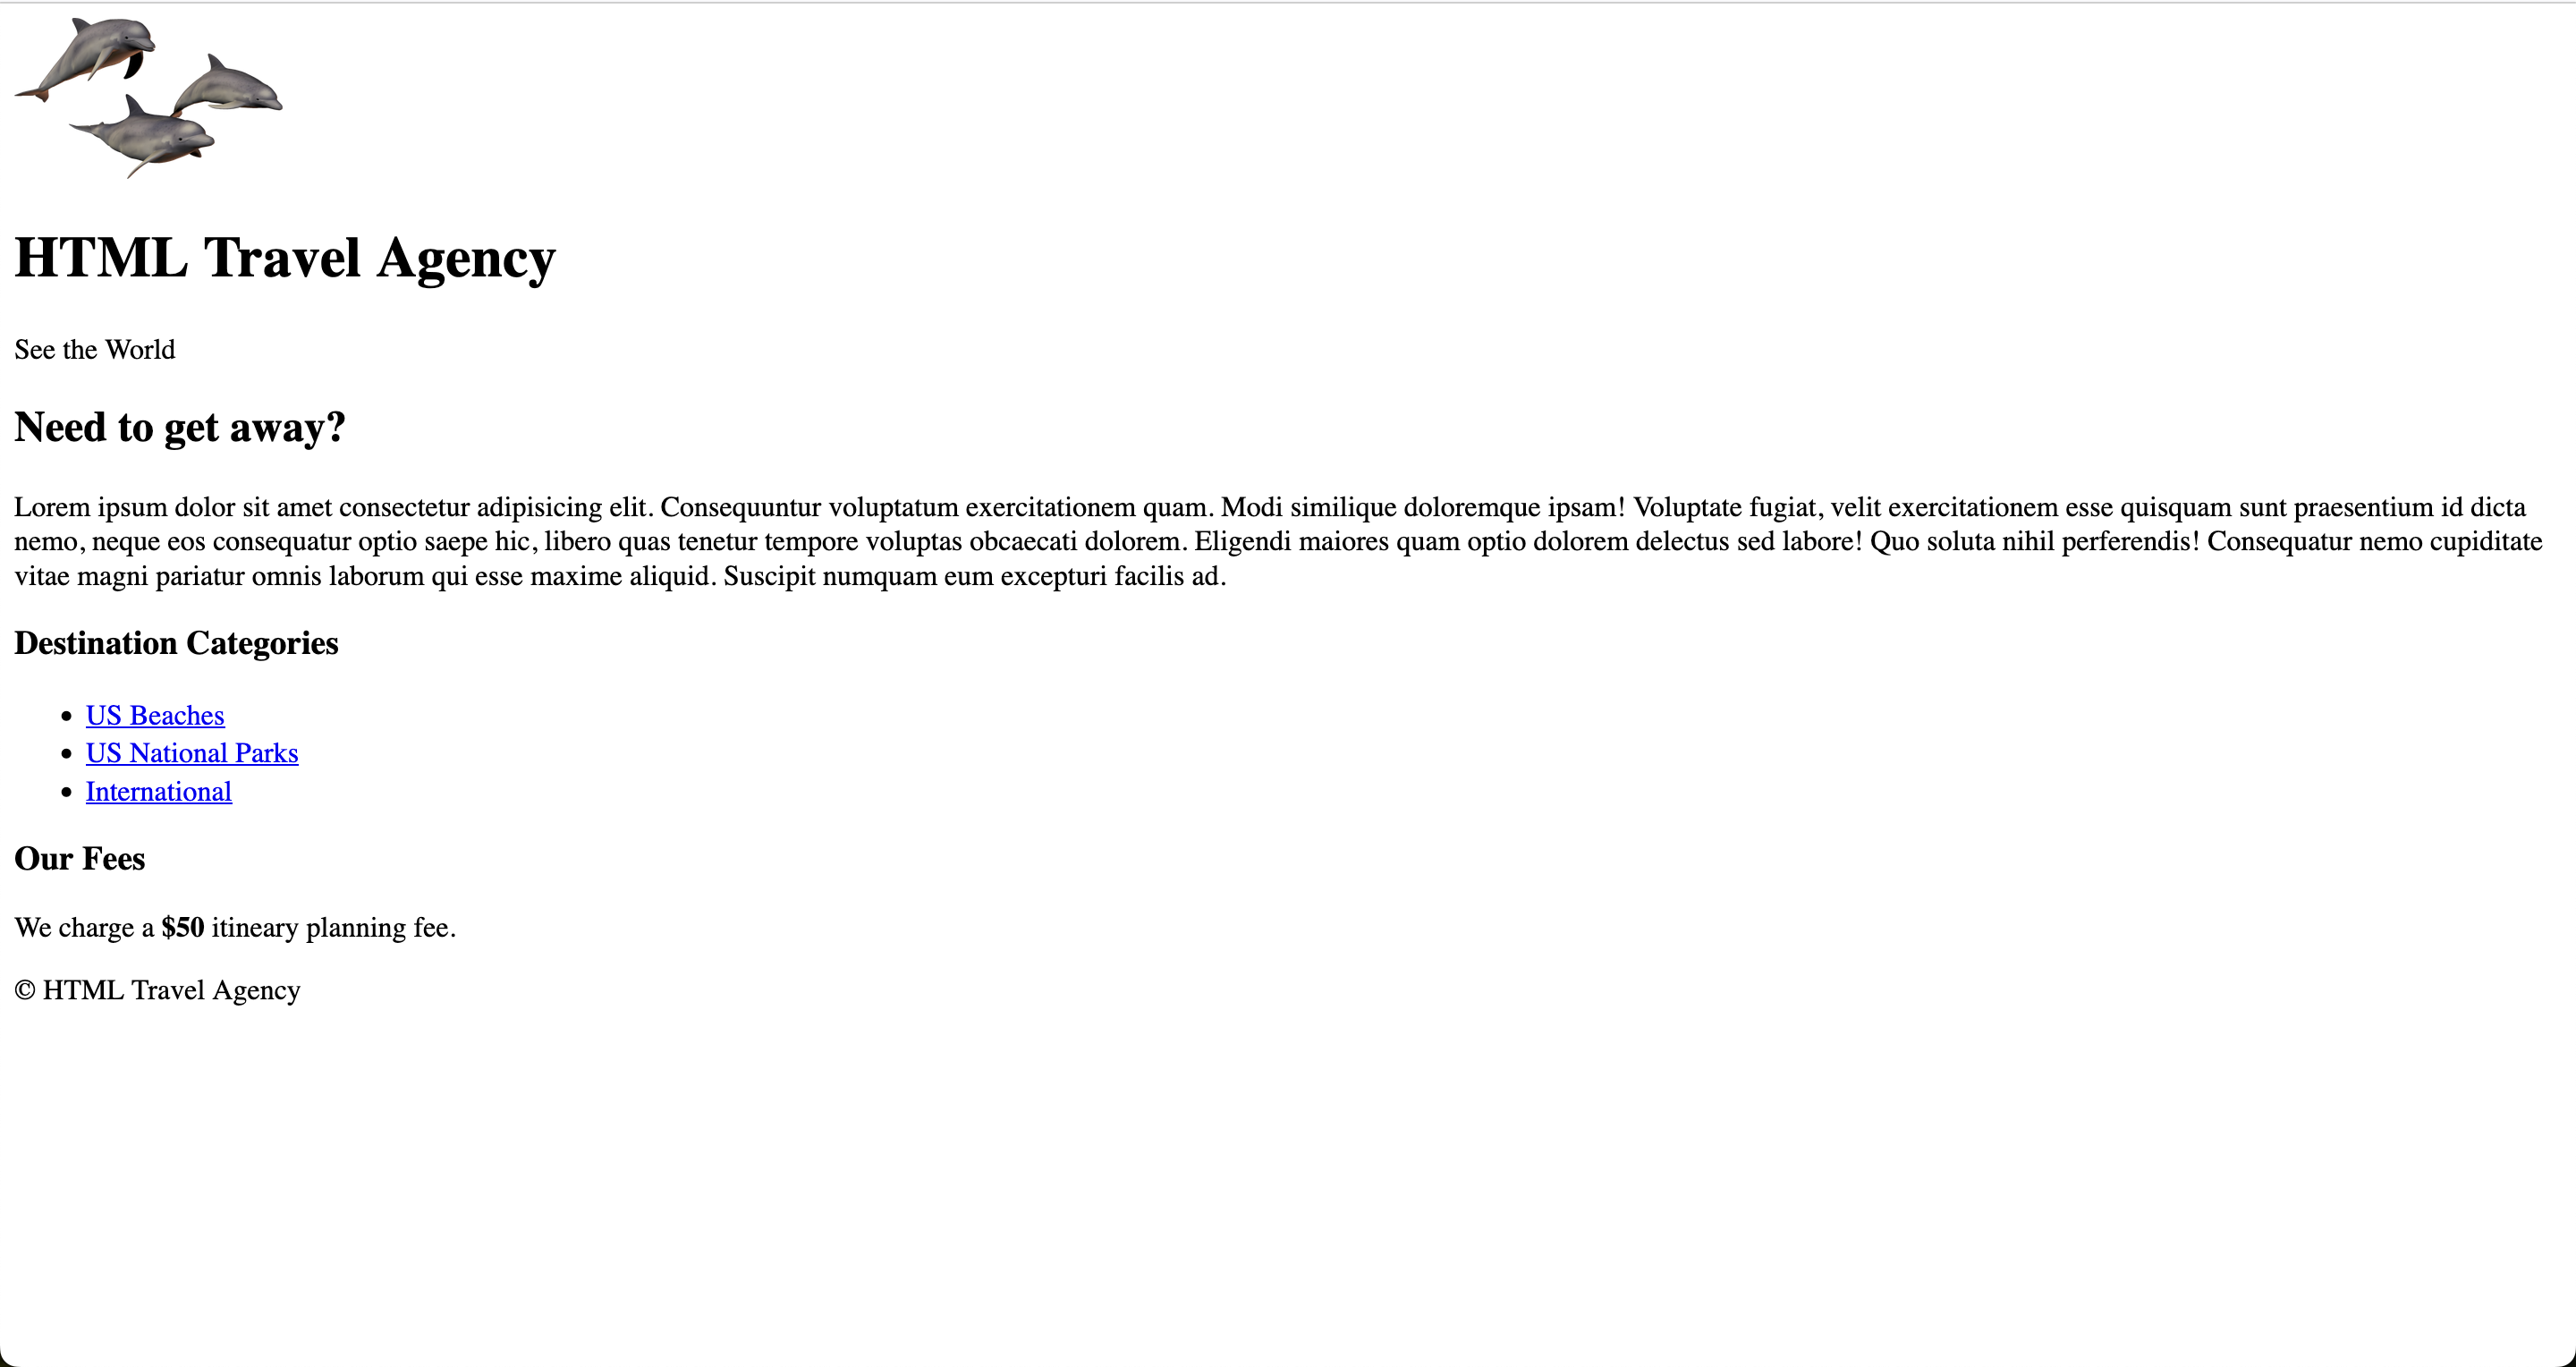 HTML Travel Agency
See the World
Need to get away?
Lorem ipsum dolor sit amet consectetur adipisicing elit. Consequuntur voluptatum exercitationem quam. Modi similique doloremque ipsam! Voluptate fugiat, velit exercitationem esse quisquam sunt praesentium id dicta
nemo, neque eos consequatur optio saepe hic, libero quas tenetur tempore voluptas obcaecati dolorem. Eligendi maiores quam optio dolorem delectus sed labore! Quo soluta nihil perferendis! Consequatur nemo cupiditate
vitae magni pariatur omnis laborum qui esse maxime aliquid. Suscipit numquam eum excepturi facilis ad.
Destination Categories
• US Beaches
• US National Parks
• International
Our Fees
We charge a $50 itineary planning fee.
© HTML Travel Agency